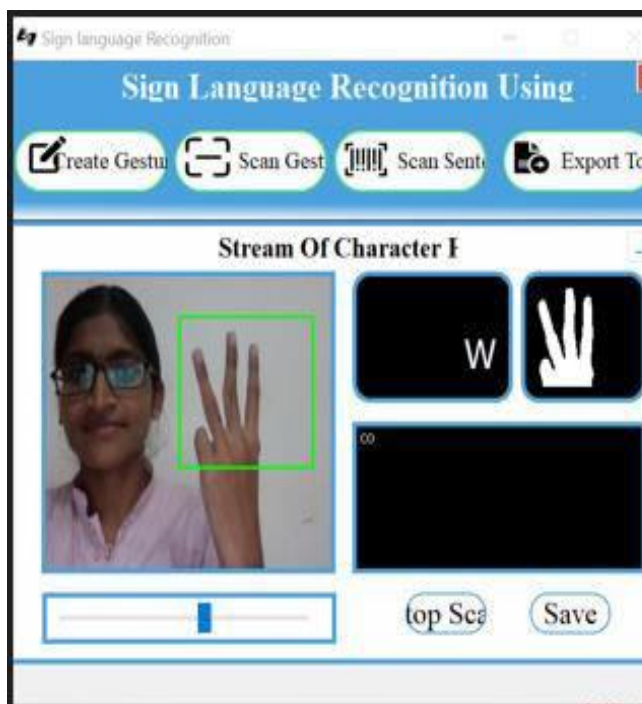 Sign language Recognition
Sign Language Recognition Using
Create Gestu
Scan Gest
Scan Sent
Export To
Stream Of Character
W
top Sca
Save